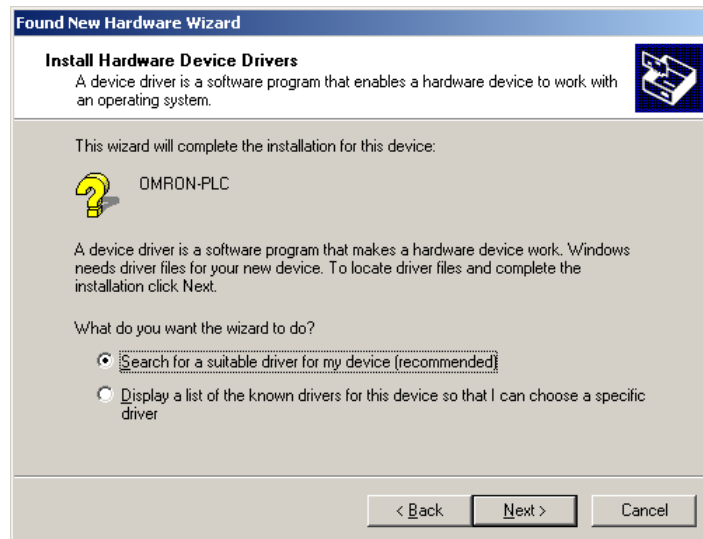 Found New Hardware Wizard
Install Hardware Device Drivers
A device driver is a software program that enables a hardware device to work with
an operating system.
This wizard will complete the installation for this device:
OMRON-PLC
A device driver is a software program that makes a hardware device work. Windows
needs driver files for your new device. To locate driver files and complete the
installation click Next.
What do you want the wizard to do?
Search for a suitable driver for my device (recommended)
Display a list of the known drivers for this device so that I can choose a specific
driver
< Back Next > Cancel